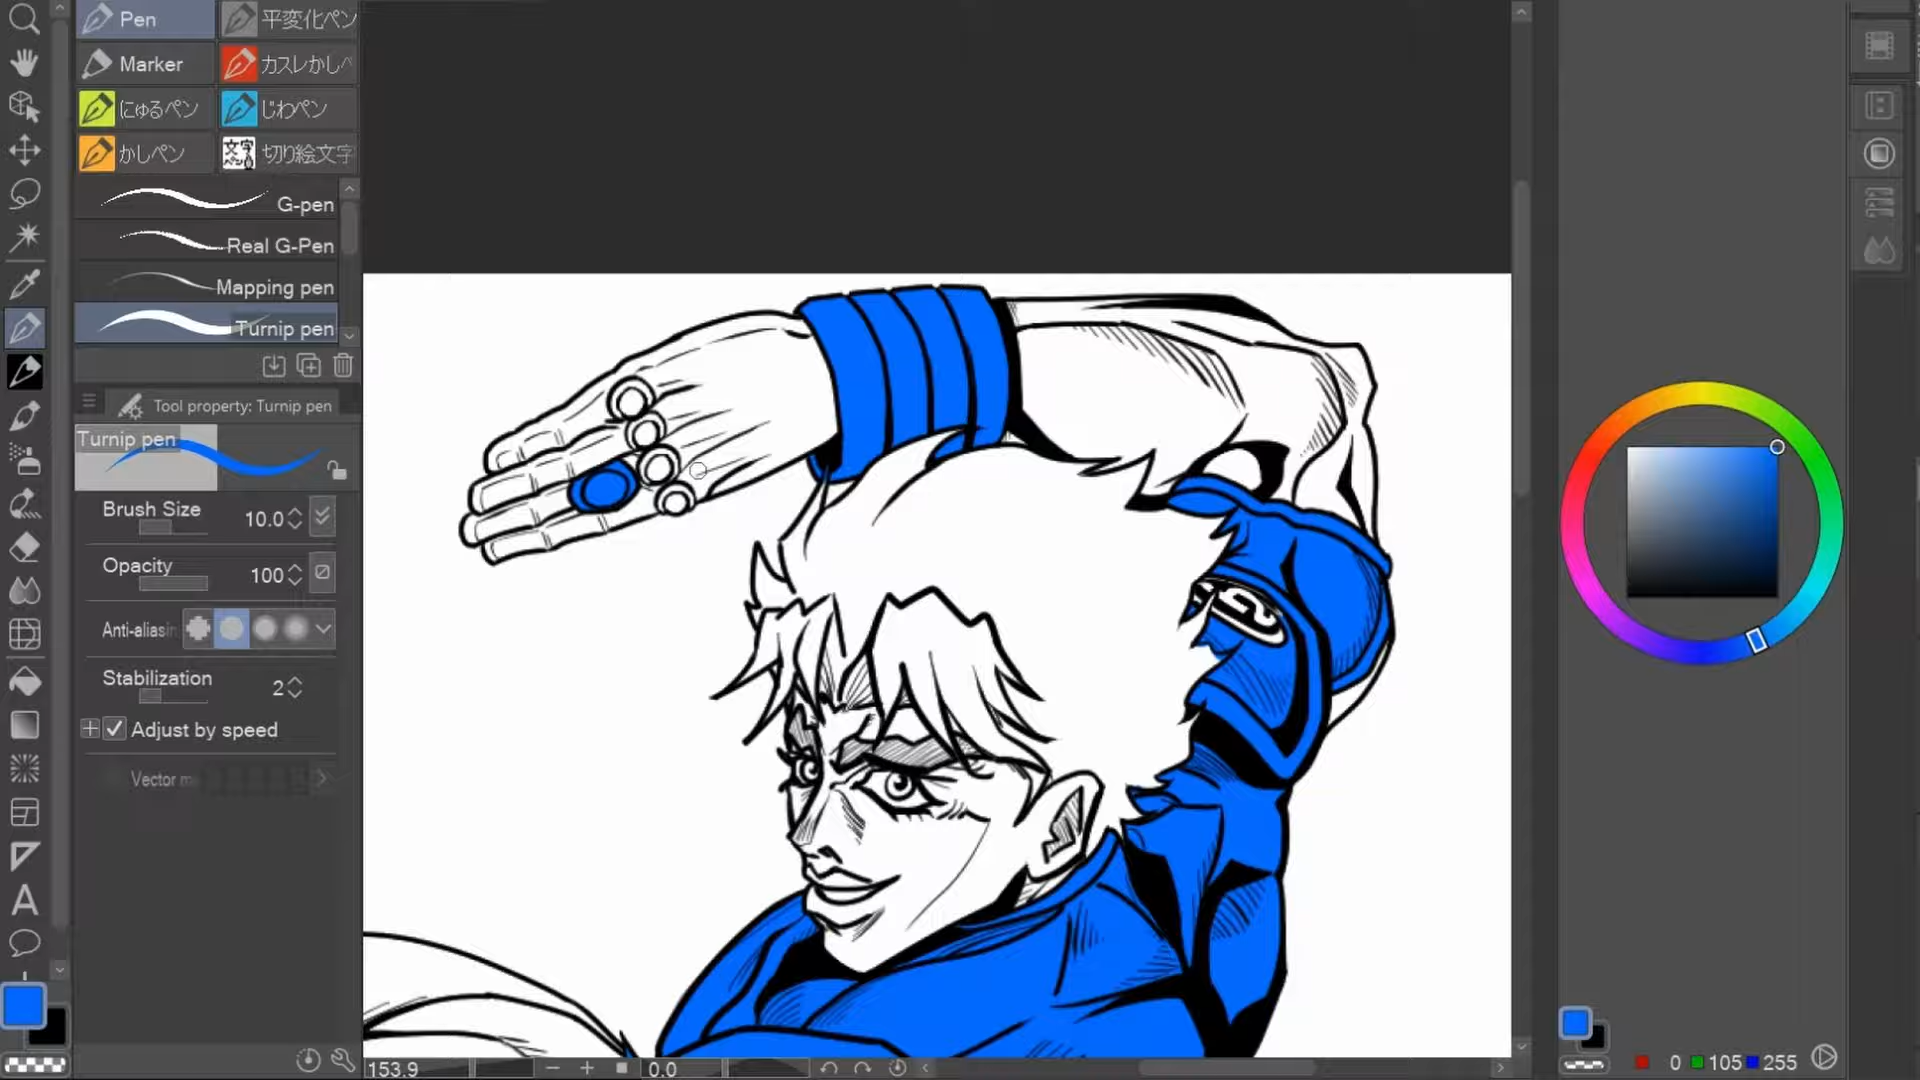 Pen
平変化ペン
Marker
カスレかしペ
にゅるペン
じわペン
かしペン
切り絵文字
G-pen
Real G-Pen
Mapping pen
Turnip pen
Tool property: Turnip pen
Turnip pen
Brush Size
10.0
Opacity
100
Anti-aliasin
Stabilization
2
Adjust by speed
Vector m
153.9
0.0
0 105 255